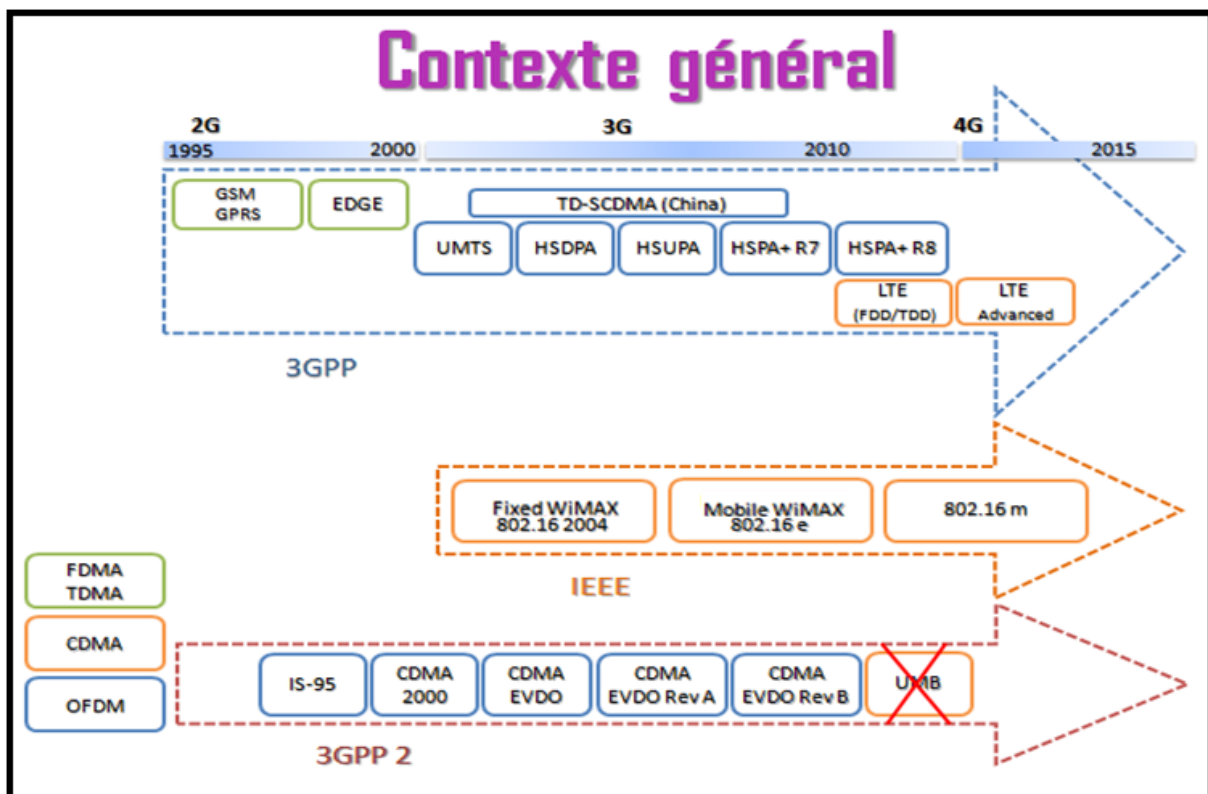 Contexte général
2G
3G
4G
1995
2000
2010
2015
GSM
GPRS
EDGE
TD-SCDMA (China)
UMTS
HSDPA
HSUPA
HSPA+ R7
HSPA+ R8
LTE
(FDD/TDD)
LTE
Advanced
3GPP
Fixed WiMAX
802.16 2004
Mobile WiMAX
802.16 e
802.16 m
IEEE
FDMA
TDMA
CDMA
OFDM
IS-95
CDMA
2000
CDMA
EVDO
CDMA
EVDO Rev A
CDMA
EVDO Rev B
UMB
3GPP 2